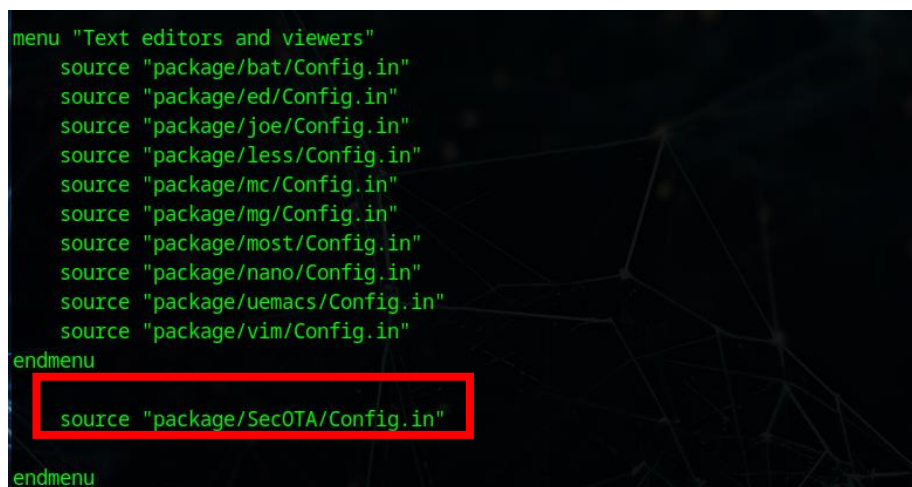 menu "Text editors and viewers"
source "package/bat/Config.in"
source "package/ed/Config.in"
source "package/joe/Config.in"
source "package/less/Config.in"
source "package/mc/Config.in"
source "package/mg/Config.in"
source "package/most/Config.in"
source "package/nano/Config.in"
source "package/uemacs/Config.in"
source "package/vim/Config.in"
endmenu
source "package/SecOTA/Config.in"
endmenu